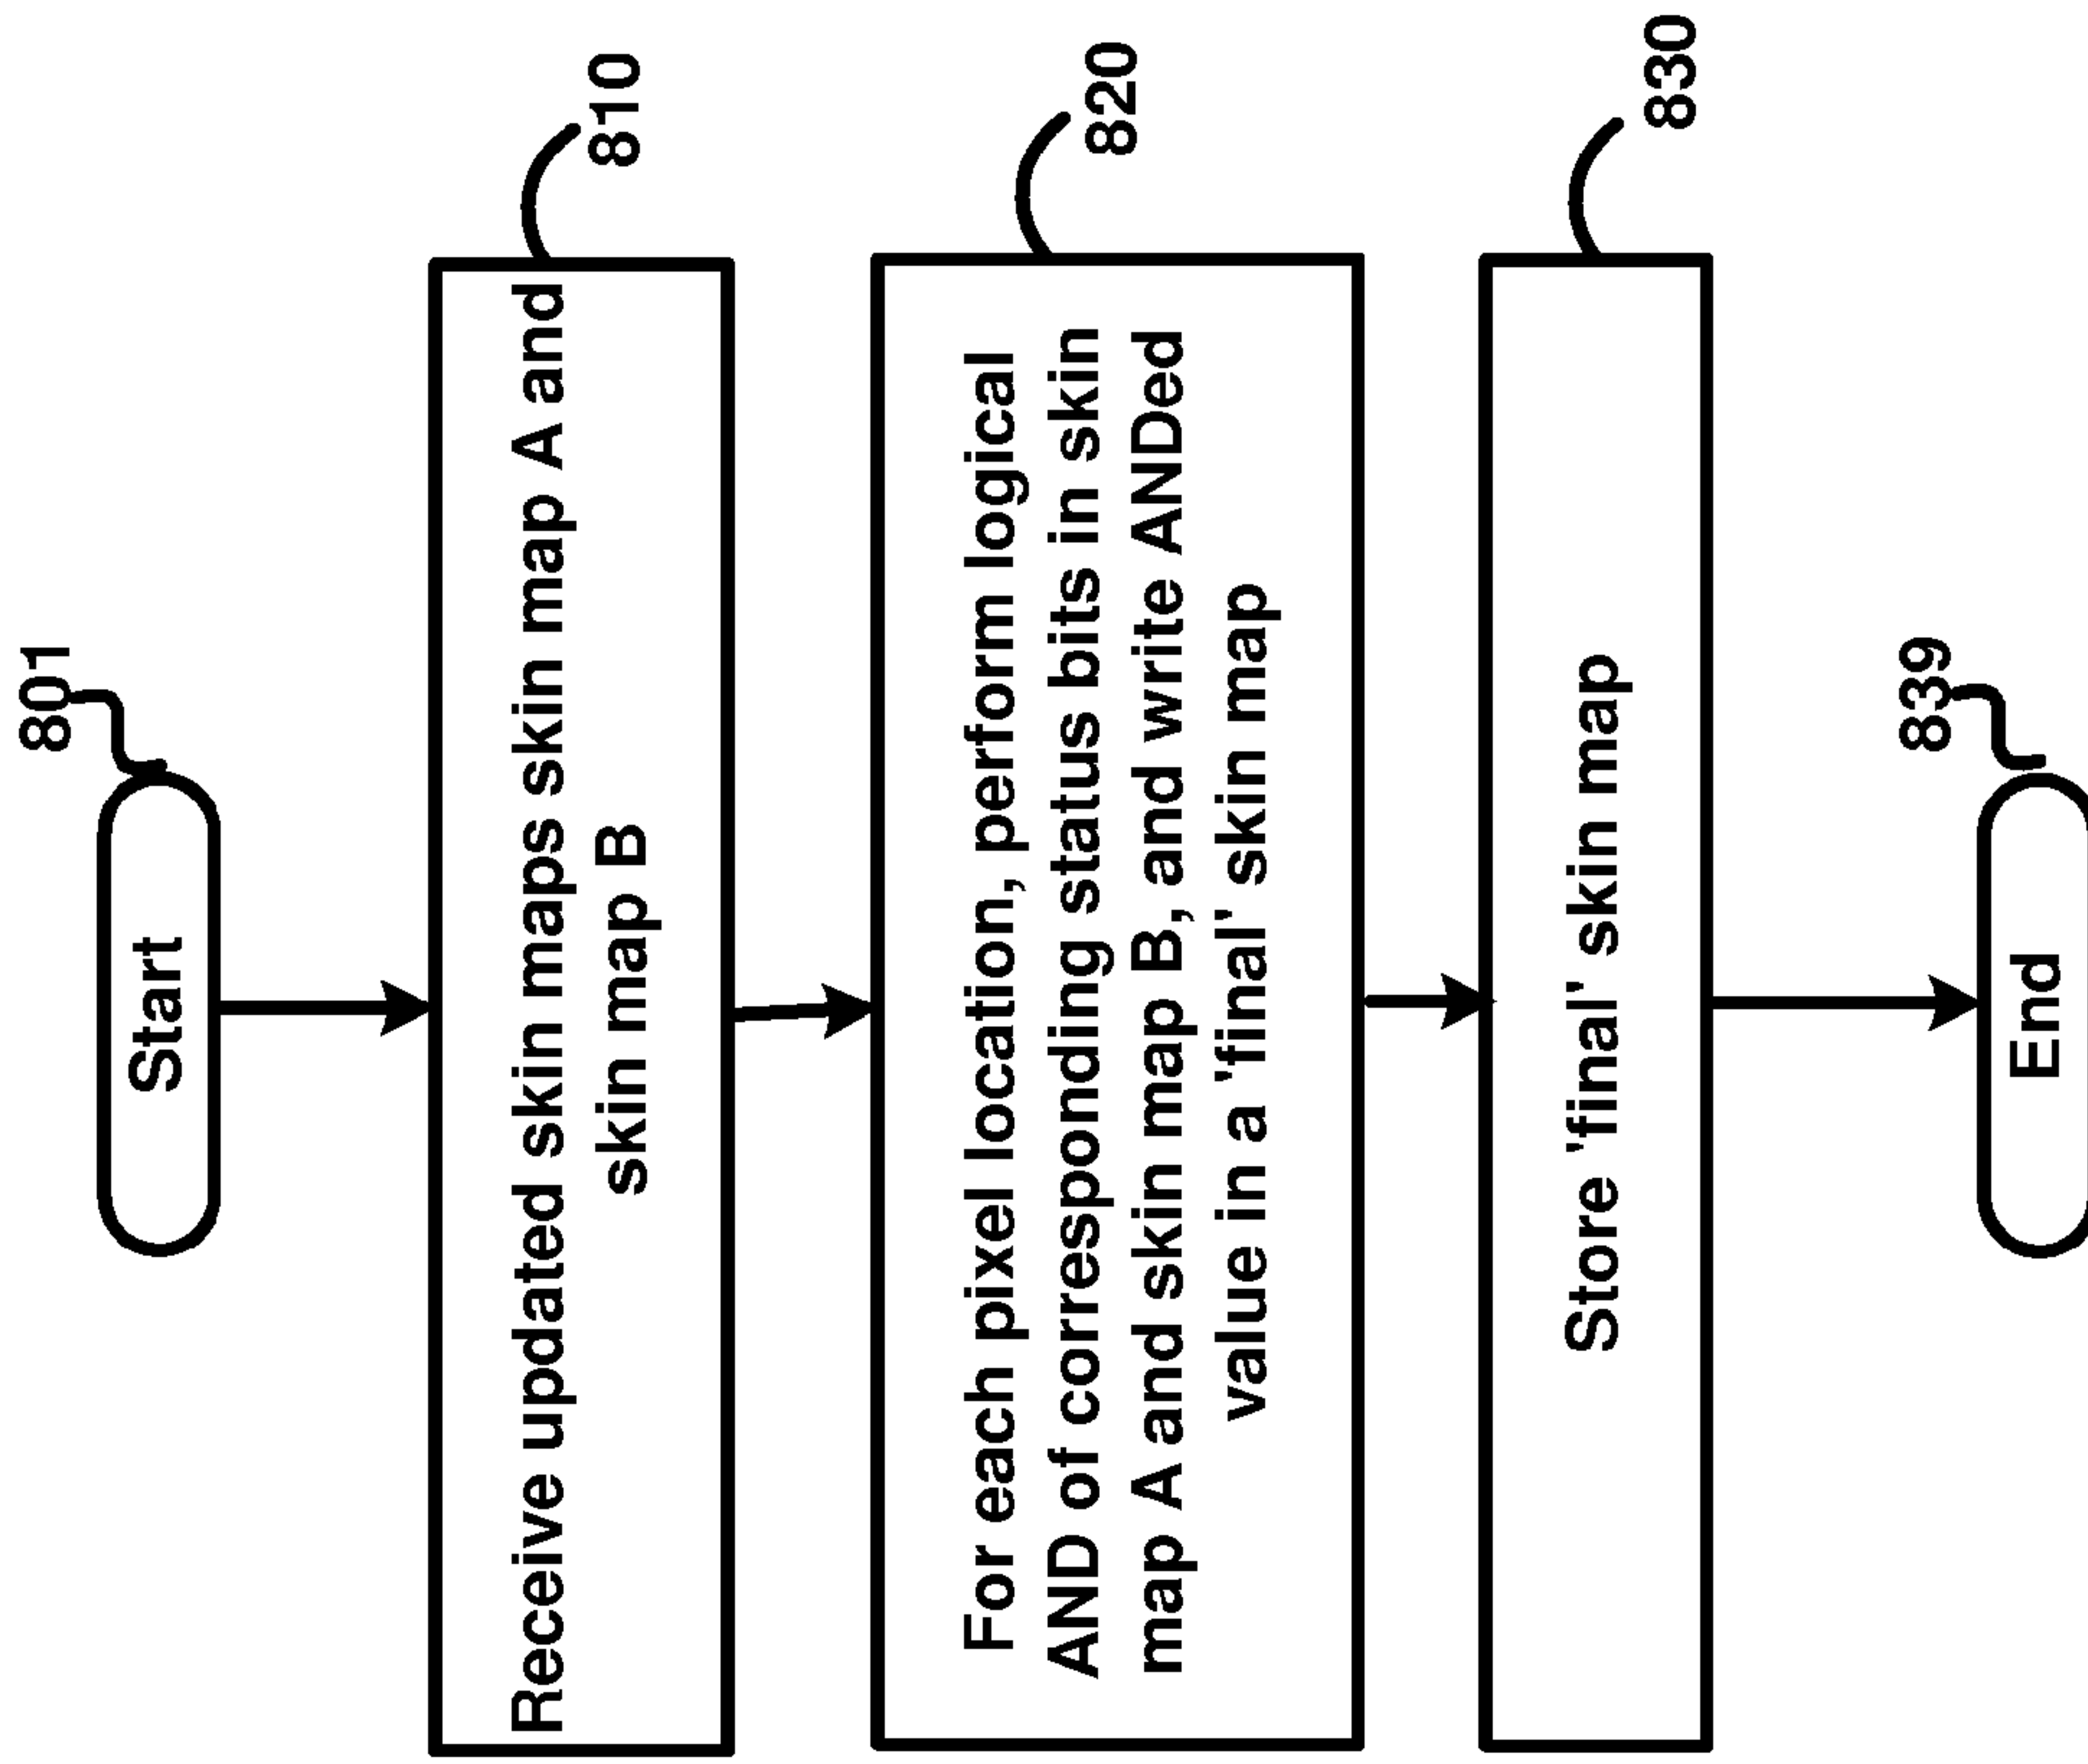 801
Start
810
Receive updated skin maps skin map A and
skin map B
820
For each pixel location, perform logical
AND of corresponding status bits in skin
map A and skin map B, and write ANDed
value in a 'final' skin map
830
Store 'final' skin map
839
End